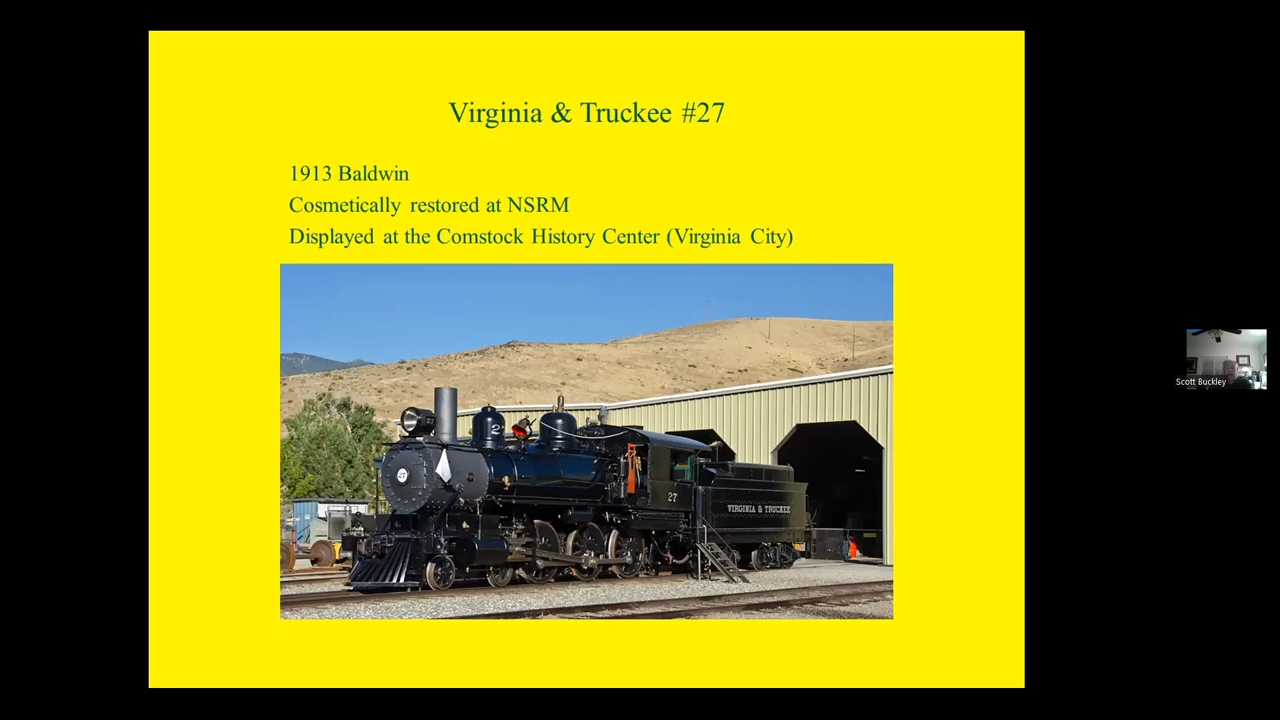 Virginia & Truckee #27
1913 Baldwin
Cosmetically restored at NSRM
Displayed at the Comstock History Center (Virginia City)
2
27
27
VIRGINIA & TRUCKEE
Scott Buckley